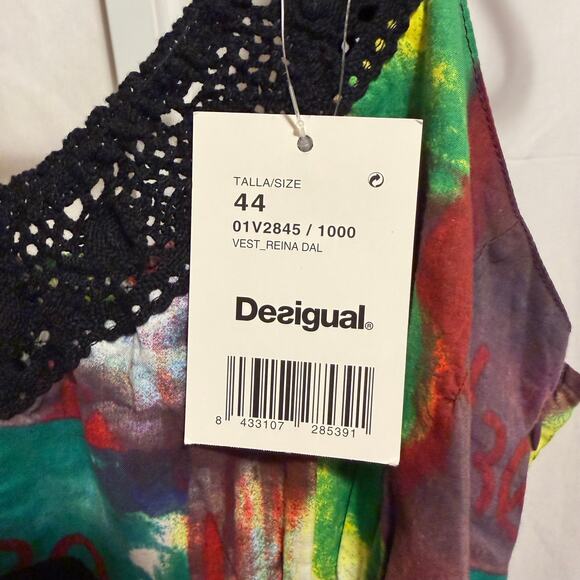 TALLA/SIZE
44
01V2845 / 1000
VEST_REINA DAL
Desigual®
8 433107 285391